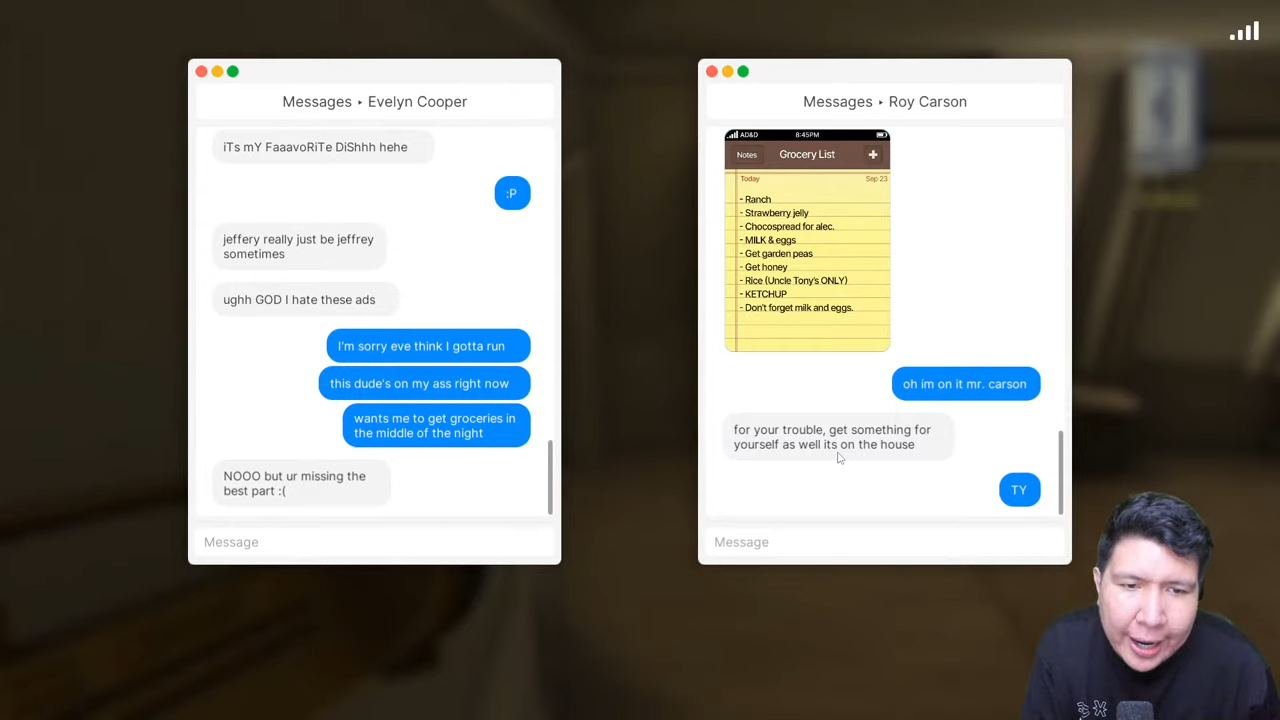 Messages ▸ Evelyn Cooper
iTs mY FaaavoRiTe DiShhh hehe
:P
jeffery really just be jeffrey
sometimes
ughh GOD I hate these ads
I'm sorry eve think I gotta run
this dude's on my ass right now
wants me to get groceries in
the middle of the night
NOOO but ur missing the
best part :(
Message
Messages ▸ Roy Carson
AD&D 8:45PM
Notes Grocery List +
Today Sep 23
- Ranch
- Strawberry jelly
- Chocospread for alec.
- MILK & eggs
- Get garden peas
- Get honey
- Rice (Uncle Tony's ONLY)
- KETCHUP
- Don't forget milk and eggs.
oh im on it mr. carson
for your trouble, get something for
yourself as well its on the house
TY
Message